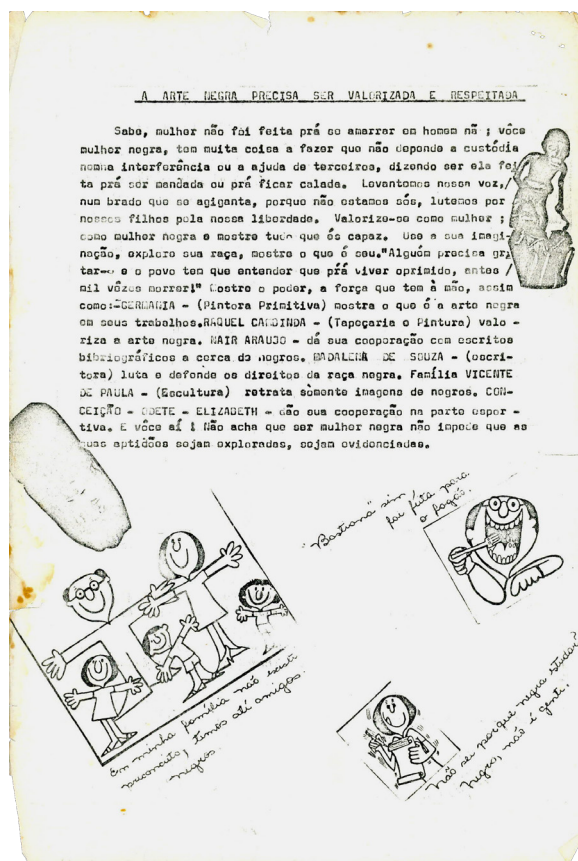 A ARTE NEGRA PRECISA SER VALORIZADA E RESPEITADA
Sabe, mulher não foi feita prá se amarrar em homem nã ; vôce
mulher negra, tem muita coisa a fazer que não depende a custódia
nemna interferência ou a ajuda de terceiros, dizendo ser ela fei
ta prá ser mandada ou prá ficar calada. Levantemos nossa voz,/
num brado que se agiganta, porque não estamos sós, lutemos por
nossos filhos pela nossa liberdade. Valorize-se como mulher ;
como mulher negra e mostre tudo que és capaz. Use a sua imagi-
nação, explore sua raça, mostre o que é seu."Alguém precisa gri
tar-- e o povo tem que entender que prá viver oprimido, antes /
mil vêzes morrer!" Mostre o poder, a força que tem à mão, assim
como:-GERMANIA - (Pintora Primitiva) mostra o que é a arte negra
em seus trabalhos.RAQUEL CAMBINDA - (Tapeçaria e Pintura) valo -
riza a arte negra. NAIR ARAUJO - dá sua cooperação com escritos
bibriográficos a cerca de negros. MADALENA DE SOUZA - (escri-
tora) luta e defende os direitos da raça negra. Família VICENTE
DE PAULA - (Escultura) retrata sòmente imagens de negros. CON-
CEIÇÃO - ODETE - ELIZABETH - dão sua cooperação na parte espor -
tiva. E vôce aí ! Não acha que ser mulher negra não impede que as
suas aptidões sejam exploradas, sejam evidenciadas.
"Bastiana" sim
foi feita para
o fogão.
Em minha família não existe
preconceito, temos até amigos
negros.
Não sei porque negra estudar
negro, não é gente.